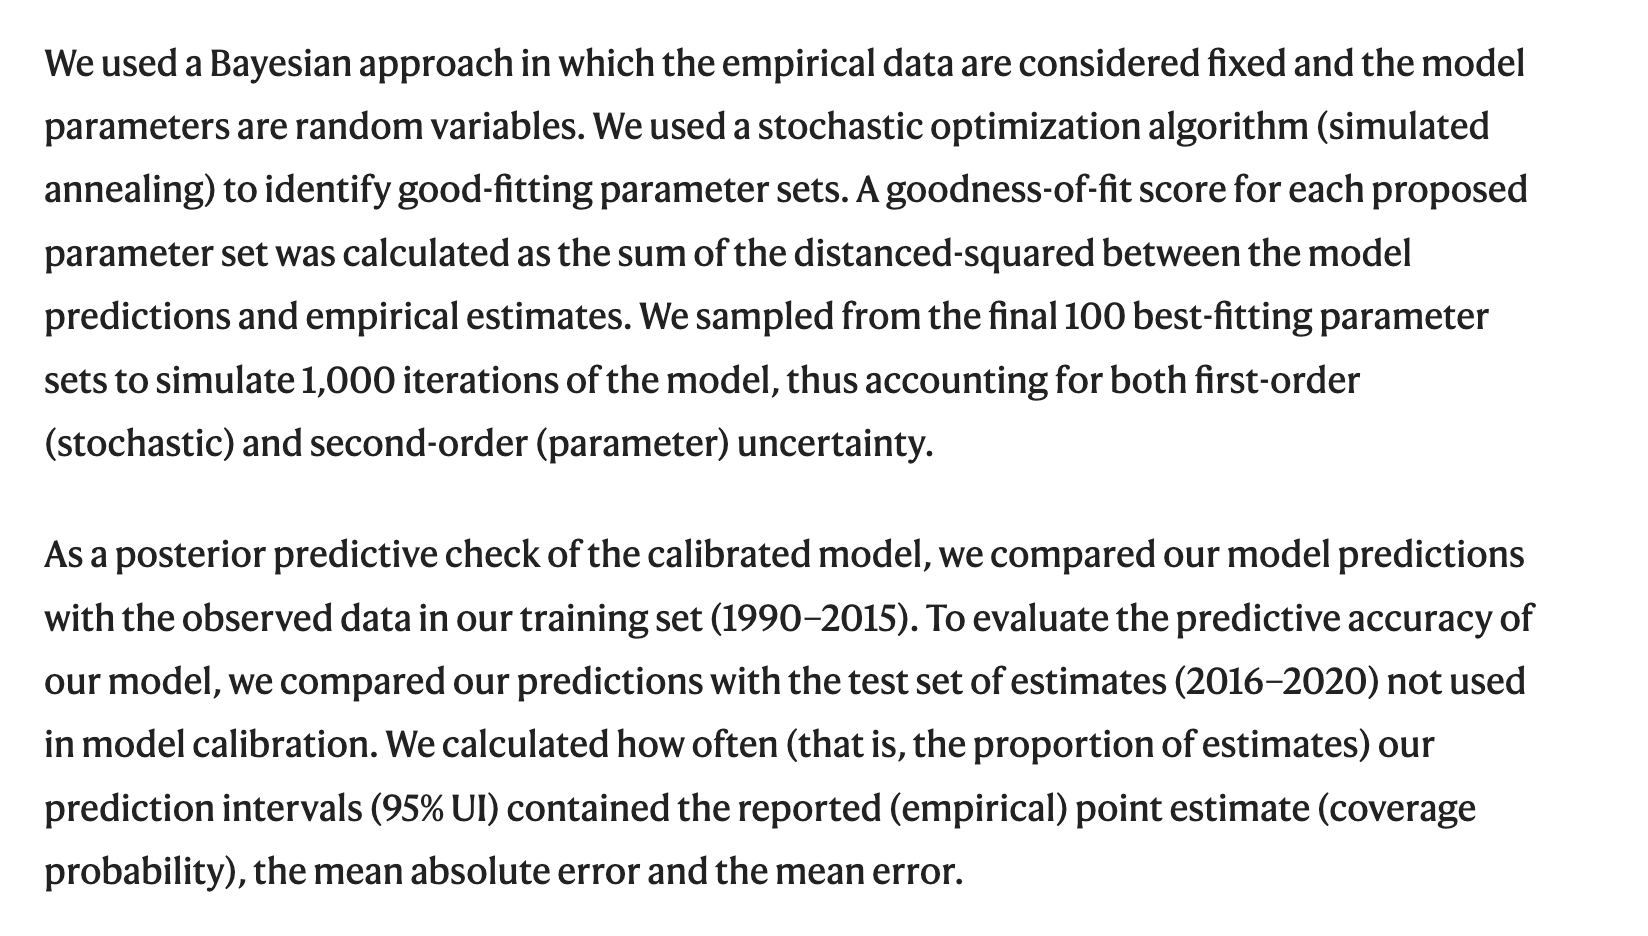 We used a Bayesian approach in which the empirical data are considered fixed and the model
parameters are random variables. We used a stochastic optimization algorithm (simulated
annealing) to identify good-fitting parameter sets. A goodness-of-fit score for each proposed
parameter set was calculated as the sum of the distanced-squared between the model
predictions and empirical estimates. We sampled from the final 100 best-fitting parameter
sets to simulate 1,000 iterations of the model, thus accounting for both first-order
(stochastic) and second-order (parameter) uncertainty.
As a posterior predictive check of the calibrated model, we compared our model predictions
with the observed data in our training set (1990–2015). To evaluate the predictive accuracy of
our model, we compared our predictions with the test set of estimates (2016–2020) not used
in model calibration. We calculated how often (that is, the proportion of estimates) our
prediction intervals (95% UI) contained the reported (empirical) point estimate (coverage
probability), the mean absolute error and the mean error.